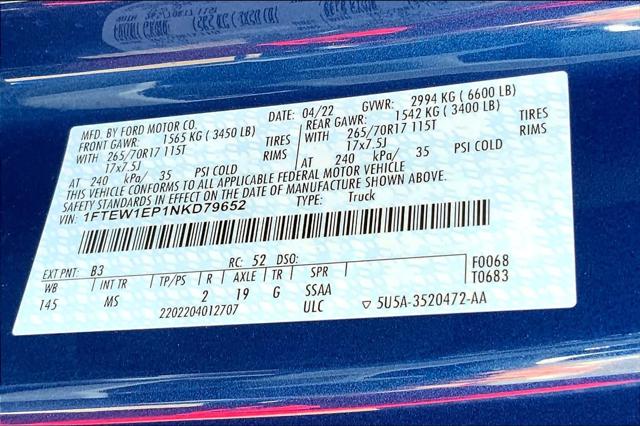 MFD. BY FORD MOTOR CO. DATE: 04/22 GVWR: 2994 KG ( 6600 LB)
FRONT GAWR: 1565 KG ( 3450 LB) REAR GAWR: 1542 KG ( 3400 LB)
WITH 265/70R17 115T TIRES WITH 265/70R17 115T TIRES
17x7.5J RIMS 17x7.5J RIMS
AT 240 kPa/ 35 PSI COLD AT 240 kPa/ 35 PSI COLD
THIS VEHICLE CONFORMS TO ALL APPLICABLE FEDERAL MOTOR VEHICLE
SAFETY STANDARDS IN EFFECT ON THE DATE OF MANUFACTURE SHOWN ABOVE.
VIN: 1FTEW1EP1NKD79652 TYPE: Truck
EXT PNT: B3 RC: 52 DSO: F0068
WB INT TR TP/PS R AXLE TR SPR T0683
145 MS 2 19 G SSAA
2202204012707 ULC ▽ 5U5A-3520472-AA